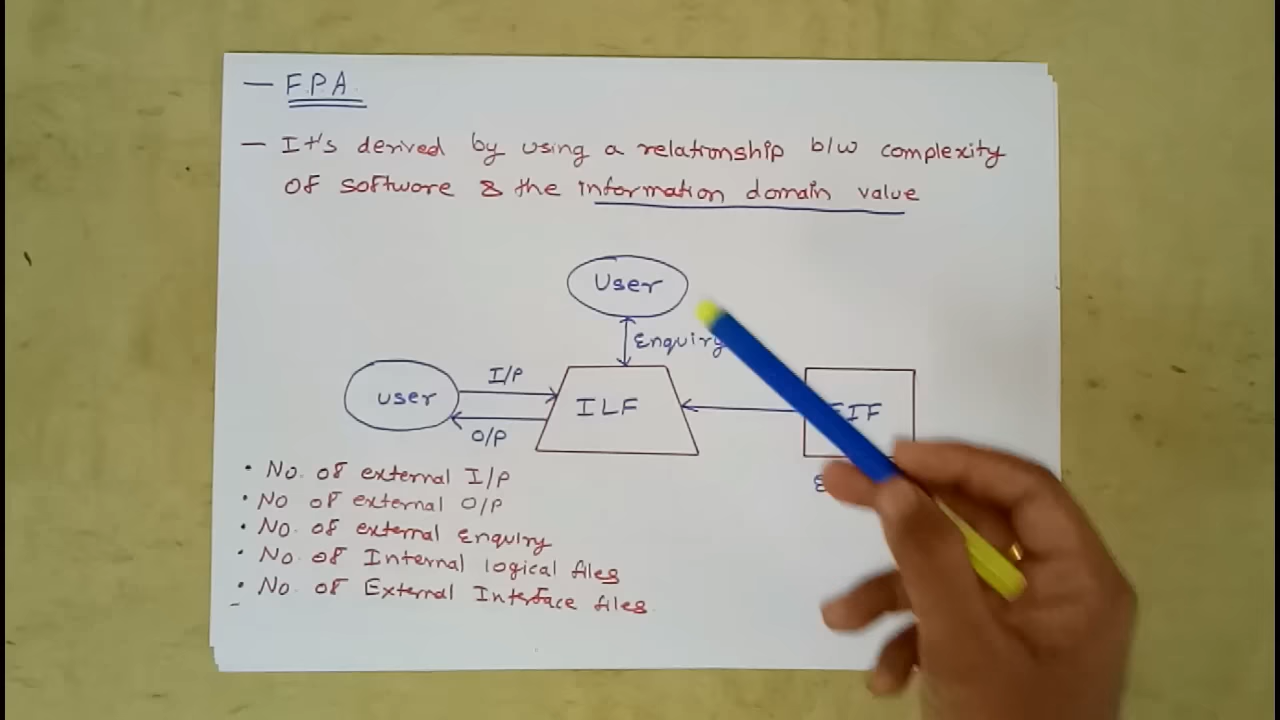 — F.P.A.
— It's derived by using a relationship b/w complexity
of software & the information domain value
User
Enquiry
I/P
user
ILF
EIF
O/P
• No. of external I/P
• No of external O/P
• No. of external Enquiry
• No. of Internal logical files
• No. of External Interface files